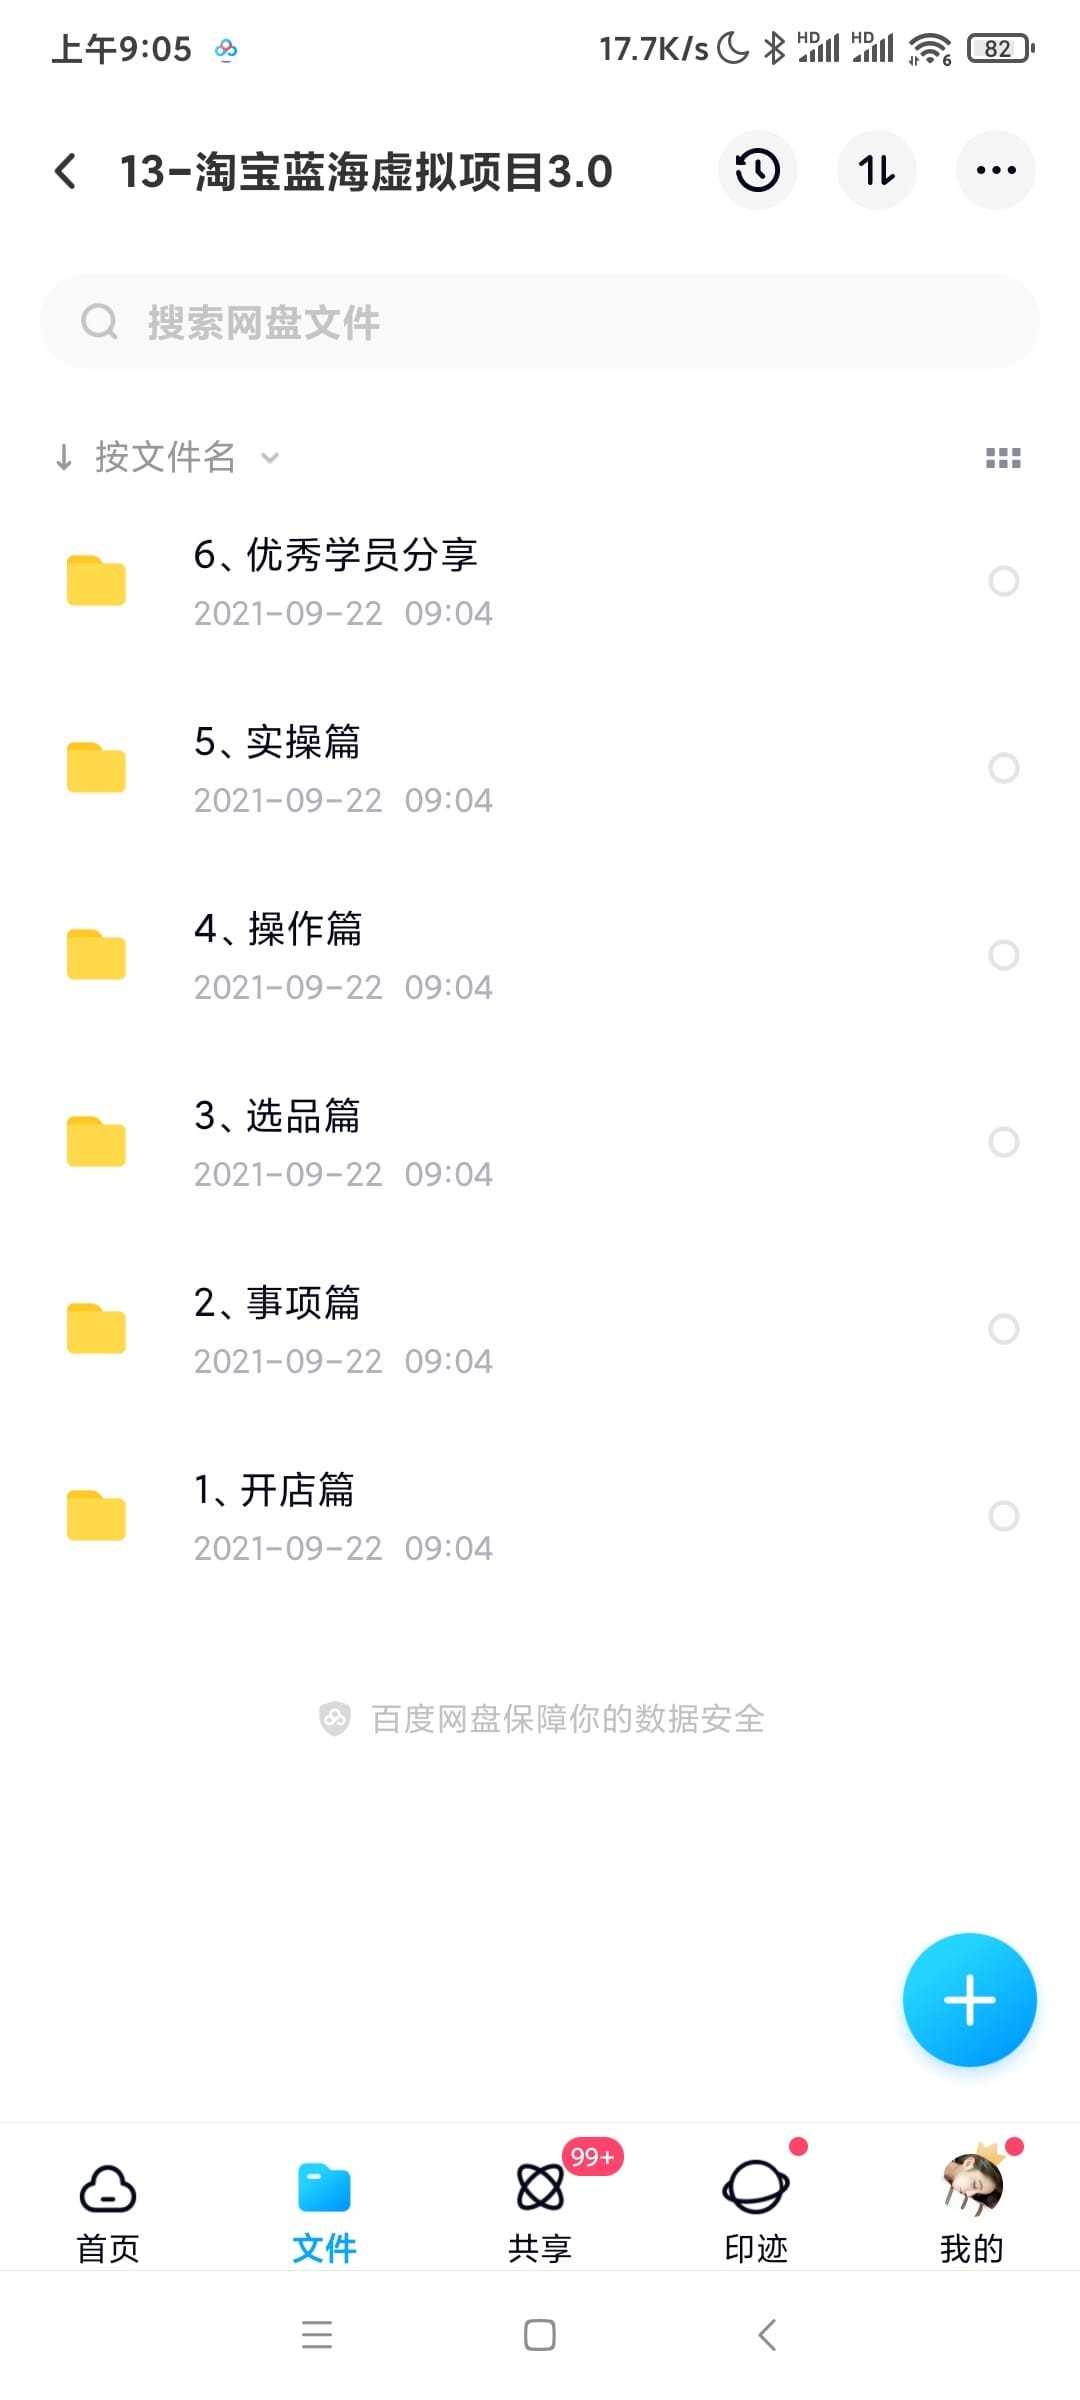 上午9:05 17.7K/s HD HD 6 82
13-淘宝蓝海虚拟项目3.0
搜索网盘文件
按文件名
6、优秀学员分享
2021-09-22 09:04
5、实操篇
2021-09-22 09:04
4、操作篇
2021-09-22 09:04
3、选品篇
2021-09-22 09:04
2、事项篇
2021-09-22 09:04
1、开店篇
2021-09-22 09:04
百度网盘保障你的数据安全
99+
首页 文件 共享 印迹 我的